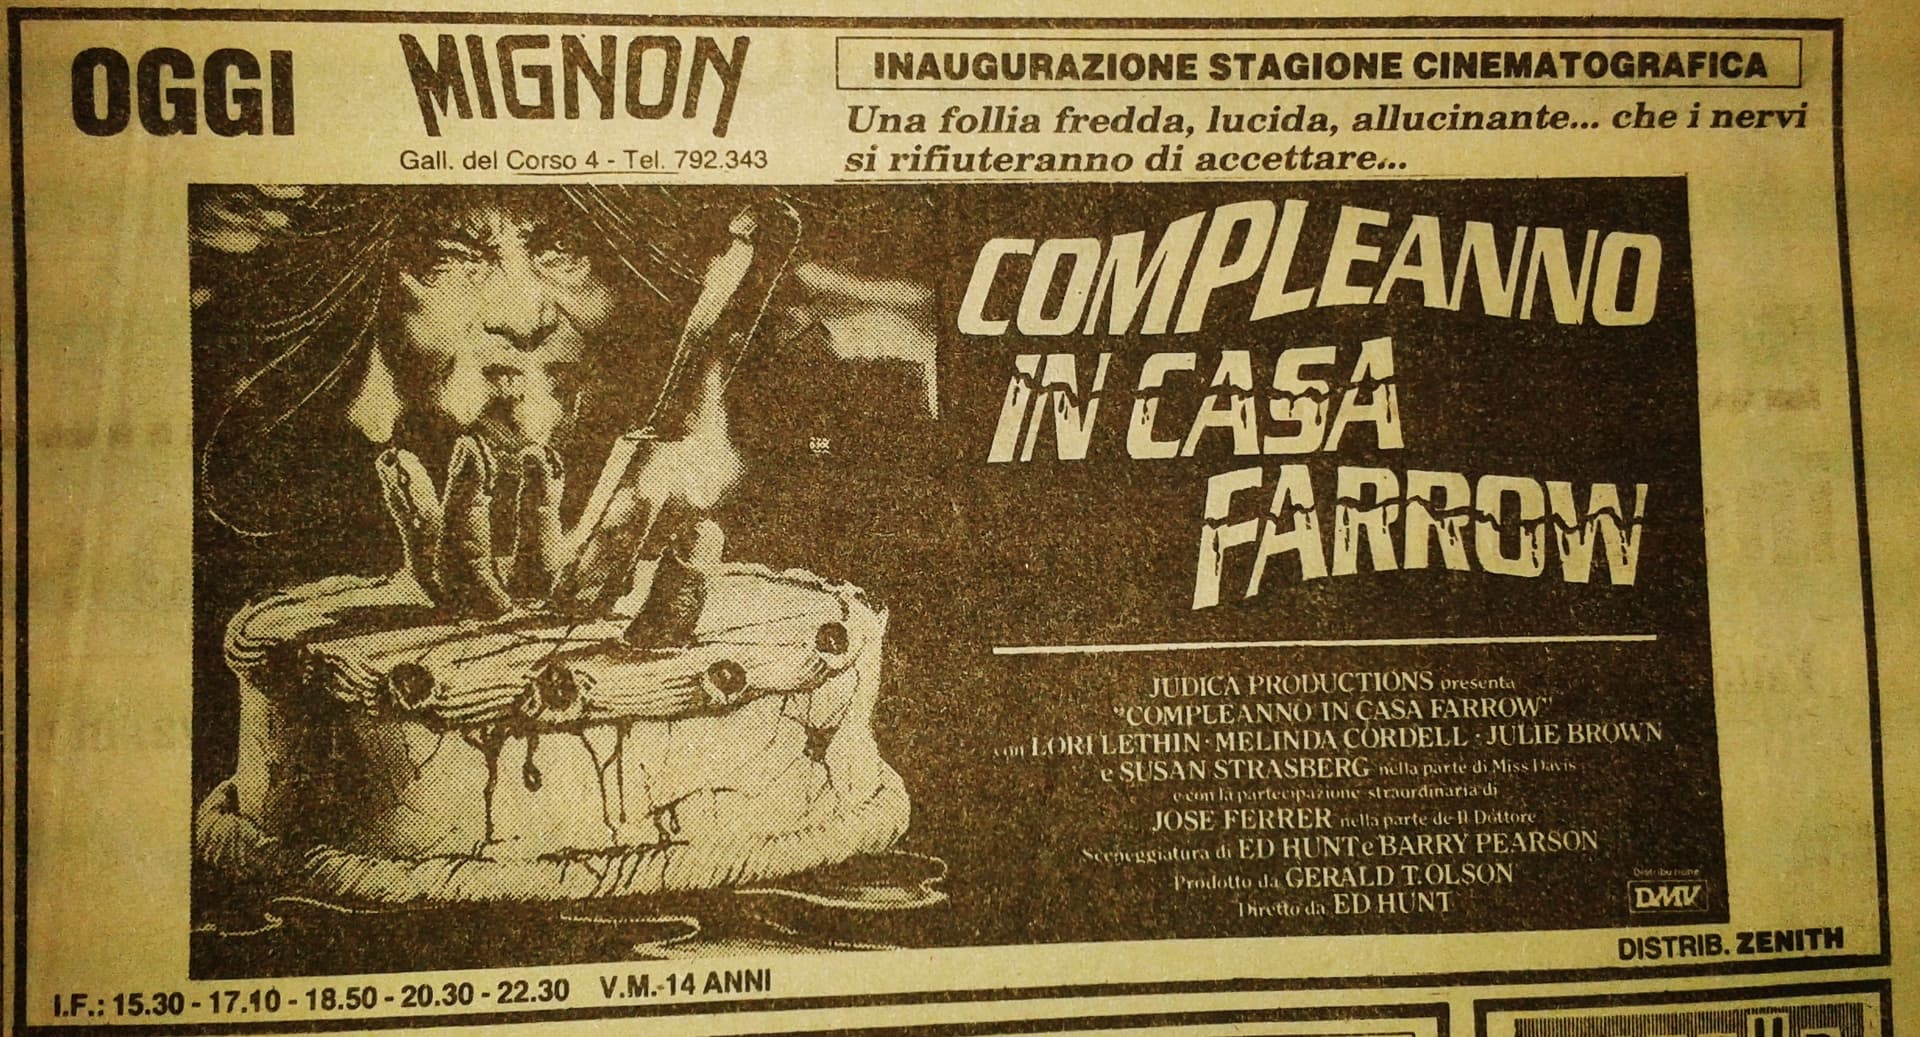 OGGI
MIGNON
Gall. del Corso 4 - Tel. 792.343
INAUGURAZIONE STAGIONE CINEMATOGRAFICA
Una follia fredda, lucida, allucinante... che i nervi
si rifiuteranno di accettare...
COMPLEANNO
IN CASA
FARROW
JUDICA PRODUCTIONS presenta
"COMPLEANNO IN CASA FARROW"
con LORI LETHIN · MELINDA CORDELL · JULIE BROWN
e SUSAN STRASBERG nella parte di Miss Davis
e con la partecipazione straordinaria di
JOSE FERRER nella parte de Il Dottore
Sceneggiatura di ED HUNT e BARRY PEARSON
Prodotto da GERALD T. OLSON
Diretto da ED HUNT
Distribuzione
DMV
DISTRIB. ZENITH
I.F.: 15.30 - 17.10 - 18.50 - 20.30 - 22.30 V.M.-14 ANNI